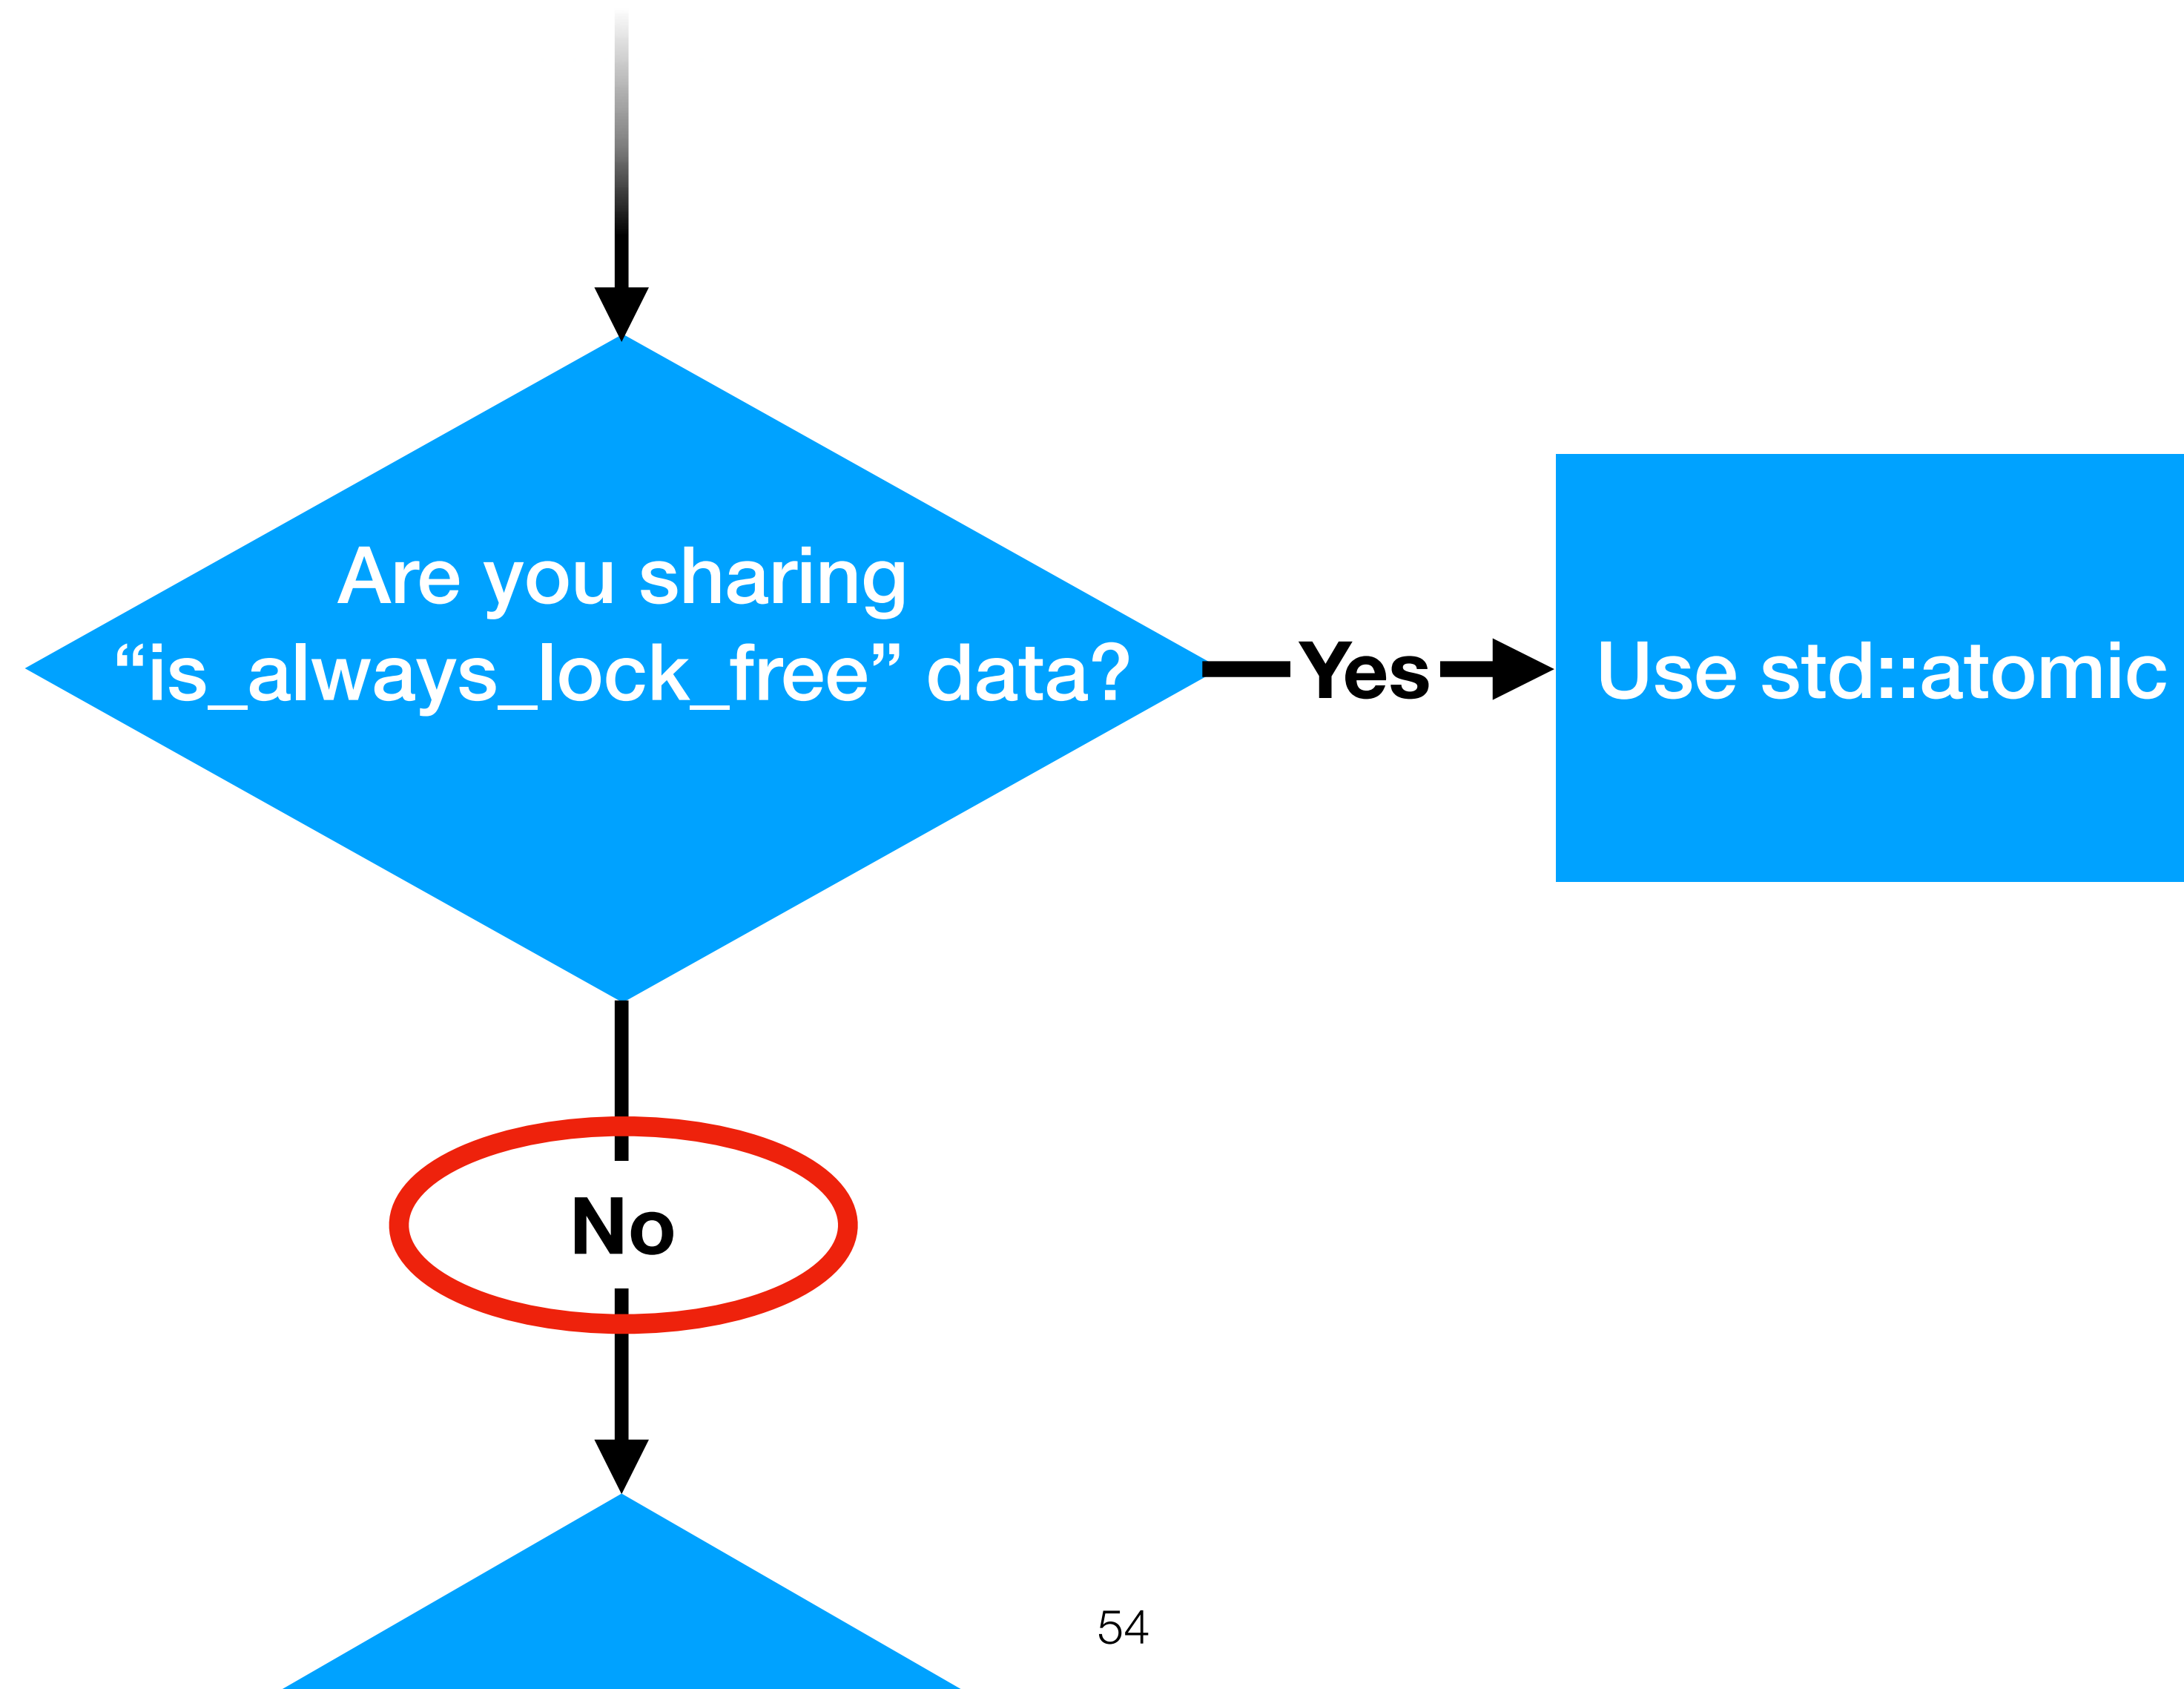 Are you sharing
“is_always_lock_free” data?
Yes
Use std::atomic
No
54